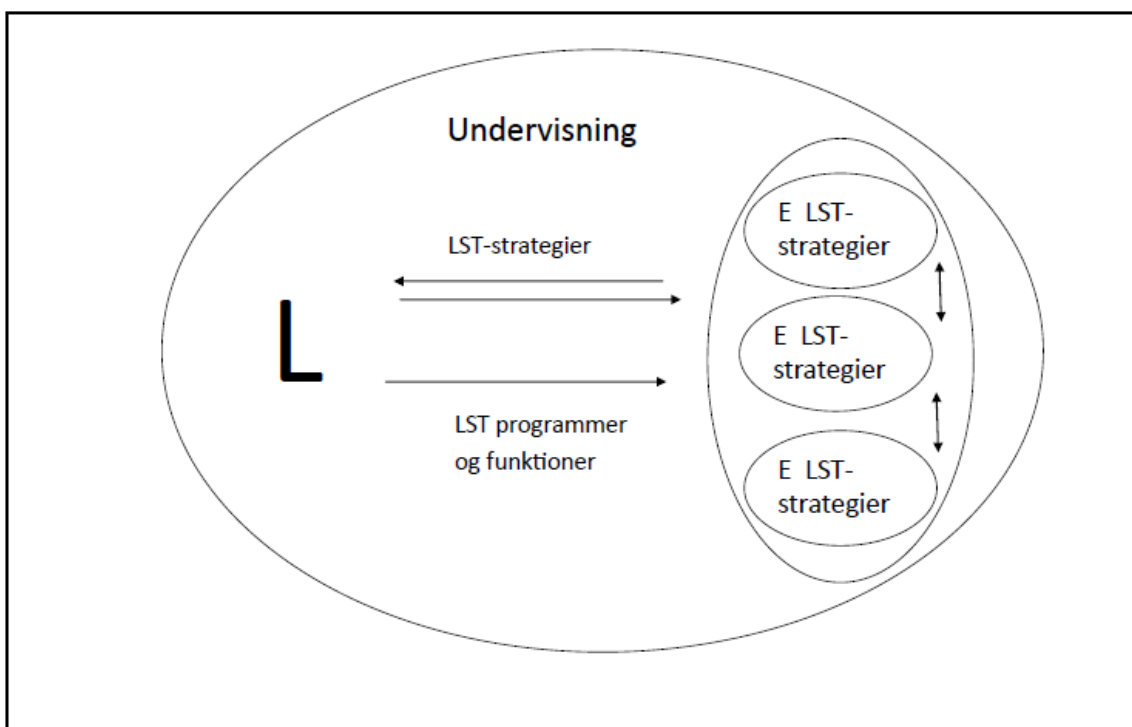 Undervisning
LST-strategier
L
LST programmer
og funktioner
E LST-
strategier
E LST-
strategier
E LST-
strategier